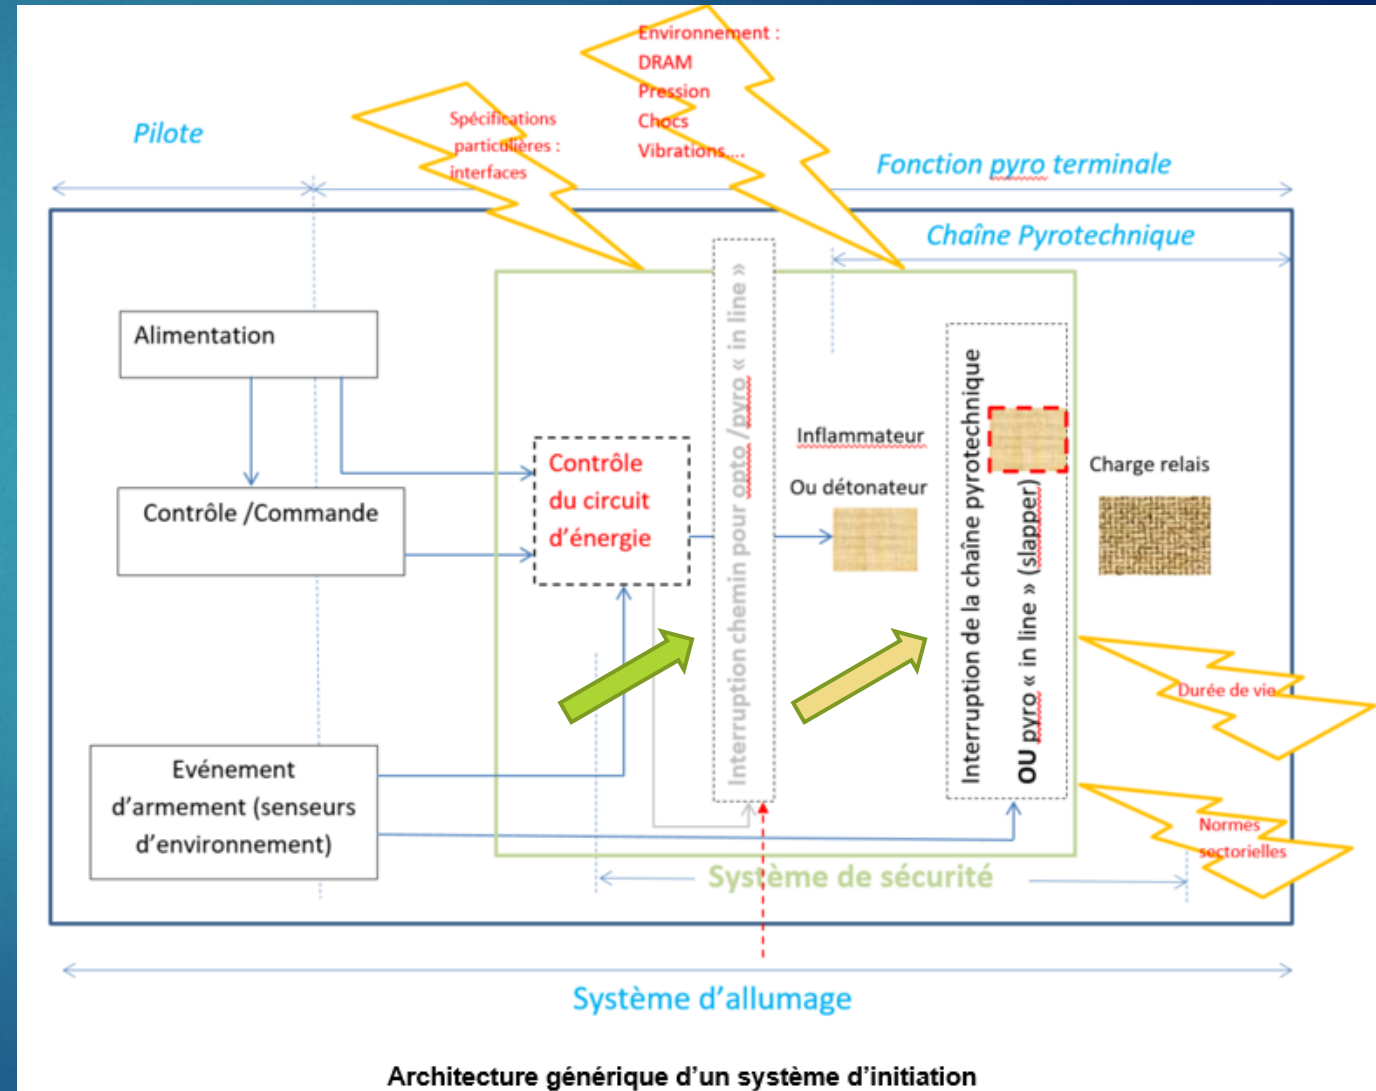 Environnement :
DRAM
Pression
Chocs
Vibrations....
Spécifications
particulières :
interfaces
Pilote
Fonction pyro terminale
Chaîne Pyrotechnique
Alimentation
Contrôle /Commande
Contrôle
du circuit
d’énergie
Interruption chemin pour opto /pyro « in line »
Inflammateur
Ou détonateur
Interruption de la chaîne pyrotechnique
OU pyro « in line » (slapper)
Charge relais
Evénement
d’armement (senseurs
d’environnement)
Durée de vie
Normes
sectorielles
Système de sécurité
Système d’allumage
Architecture générique d’un système d’initiation